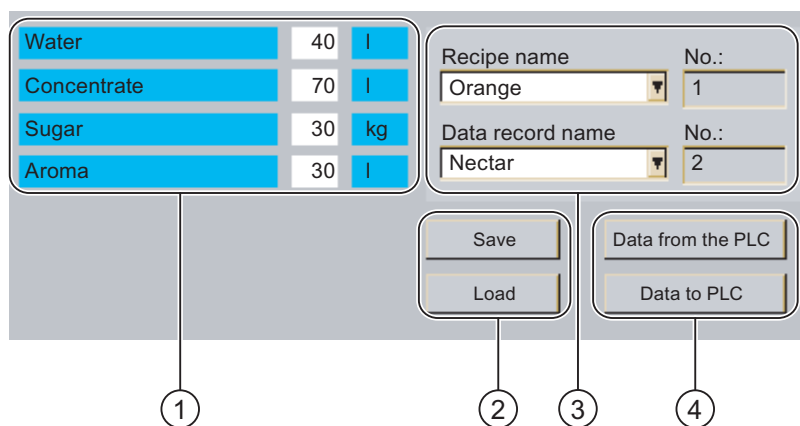 Water 40 l
Concentrate 70 l
Sugar 30 kg
Aroma 30 l
Recipe name No.:
Orange 1
Data record name No.:
Nectar 2
Save Data from the PLC
Load Data to PLC
1 2 3 4